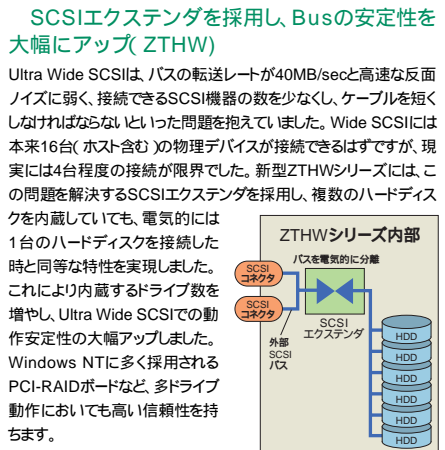 SCSIエクステンダを採用し、Busの安定性を
大幅にアップ(ZTHW)
Ultra Wide SCSIは、バスの転送レートが40MB/secと高速な反面
ノイズに弱く、接続できるSCSI機器の数を少なくし、ケーブルを短く
しなければならないといった問題を抱えていました。Wide SCSIには
本来16台(ホスト含む)の物理デバイスが接続できるはずですが、現
実には4台程度の接続が限界でした。新型ZTHWシリーズには、こ
の問題を解決するSCSIエクステンダを採用し、複数のハードディス
クを内蔵していても、電気的には
1台のハードディスクを接続した
時と同等な特性を実現しました。
これにより内蔵するドライブ数を
増やし、Ultra Wide SCSIでの動
作安定性の大幅アップしました。
Windows NTに多く採用される
PCI-RAIDボードなど、多ドライブ
動作においても高い信頼性を持
ちます。
ZTHWシリーズ内部
バスを電気的に分離
SCSI
コネクタ
SCSI
コネクタ
SCSI
エクステンダ
外部
SCSI
バス
HDD
HDD
HDD
HDD
HDD
HDD